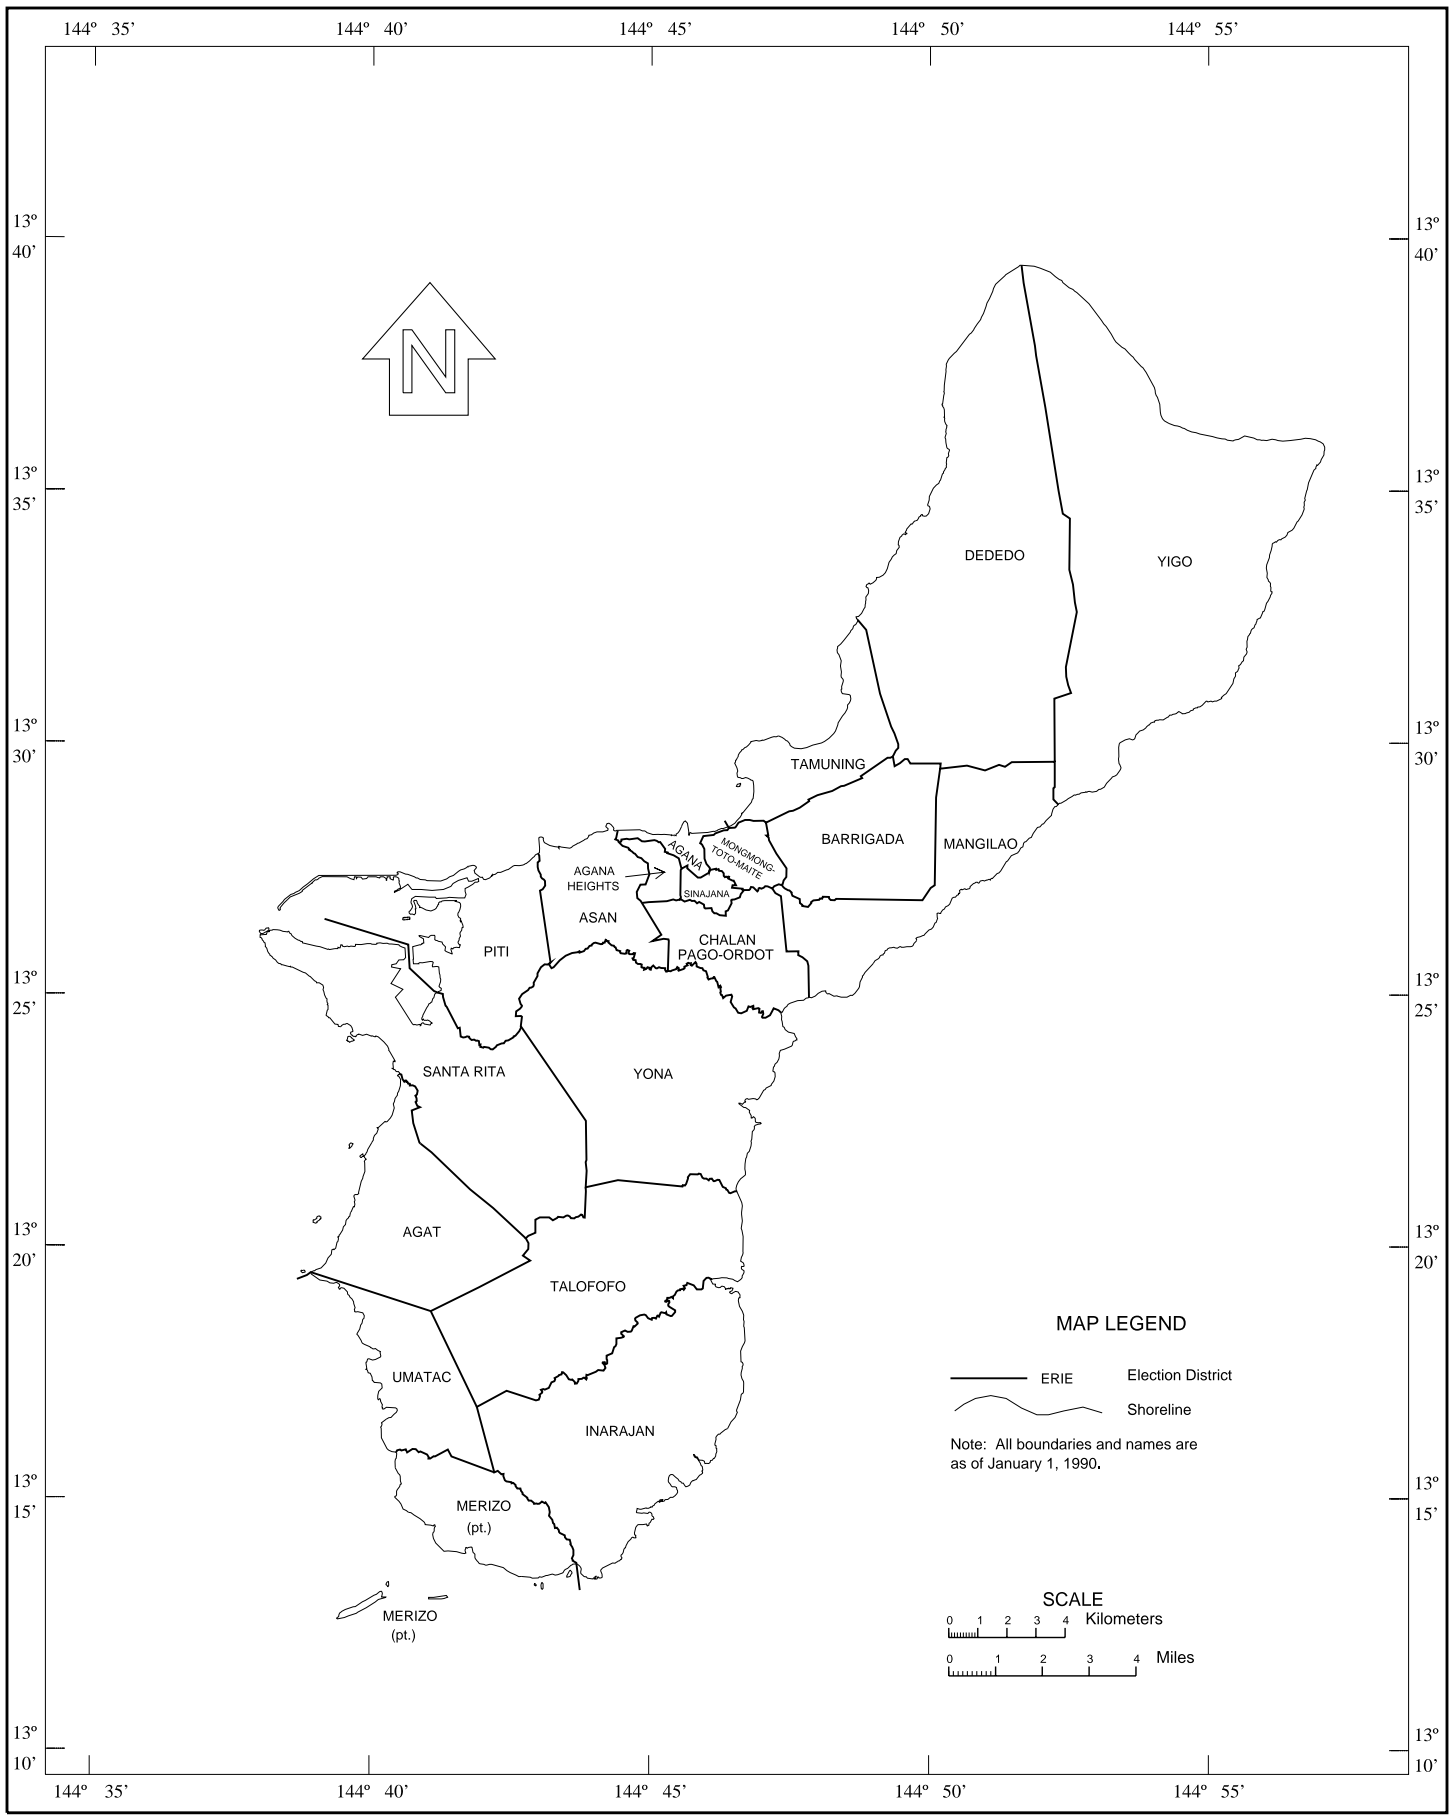 144º 35’ 144º 40’ 144º 45’ 144º 50’ 144º 55’
13º 13º
40’ 40’
N
13º 13º
35’ 35’
DEDEDO
YIGO
13º 13º
30’ 30’
TAMUNING
BARRIGADA
MANGILAO
MONGMONG-
TOTO-MAITE
AGANA
AGANA
HEIGHTS
SINAJANA
ASAN
CHALAN
PAGO-ORDOT
PITI
13º 13º
25’ 25’
SANTA RITA
YONA
AGAT
13º 13º
20’ 20’
TALOFOFO
UMATAC
INARAJAN
MAP LEGEND
ERIE Election District
Shoreline
Note: All boundaries and names are
as of January 1, 1990.
13º 13º
15’ 15’
MERIZO
(pt.)
MERIZO
(pt.)
SCALE
0 1 2 3 4 Kilometers
0 1 2 3 4 Miles
13º 13º
10’ 10’
144º 35’ 144º 40’ 144º 45’ 144º 50’ 144º 55’